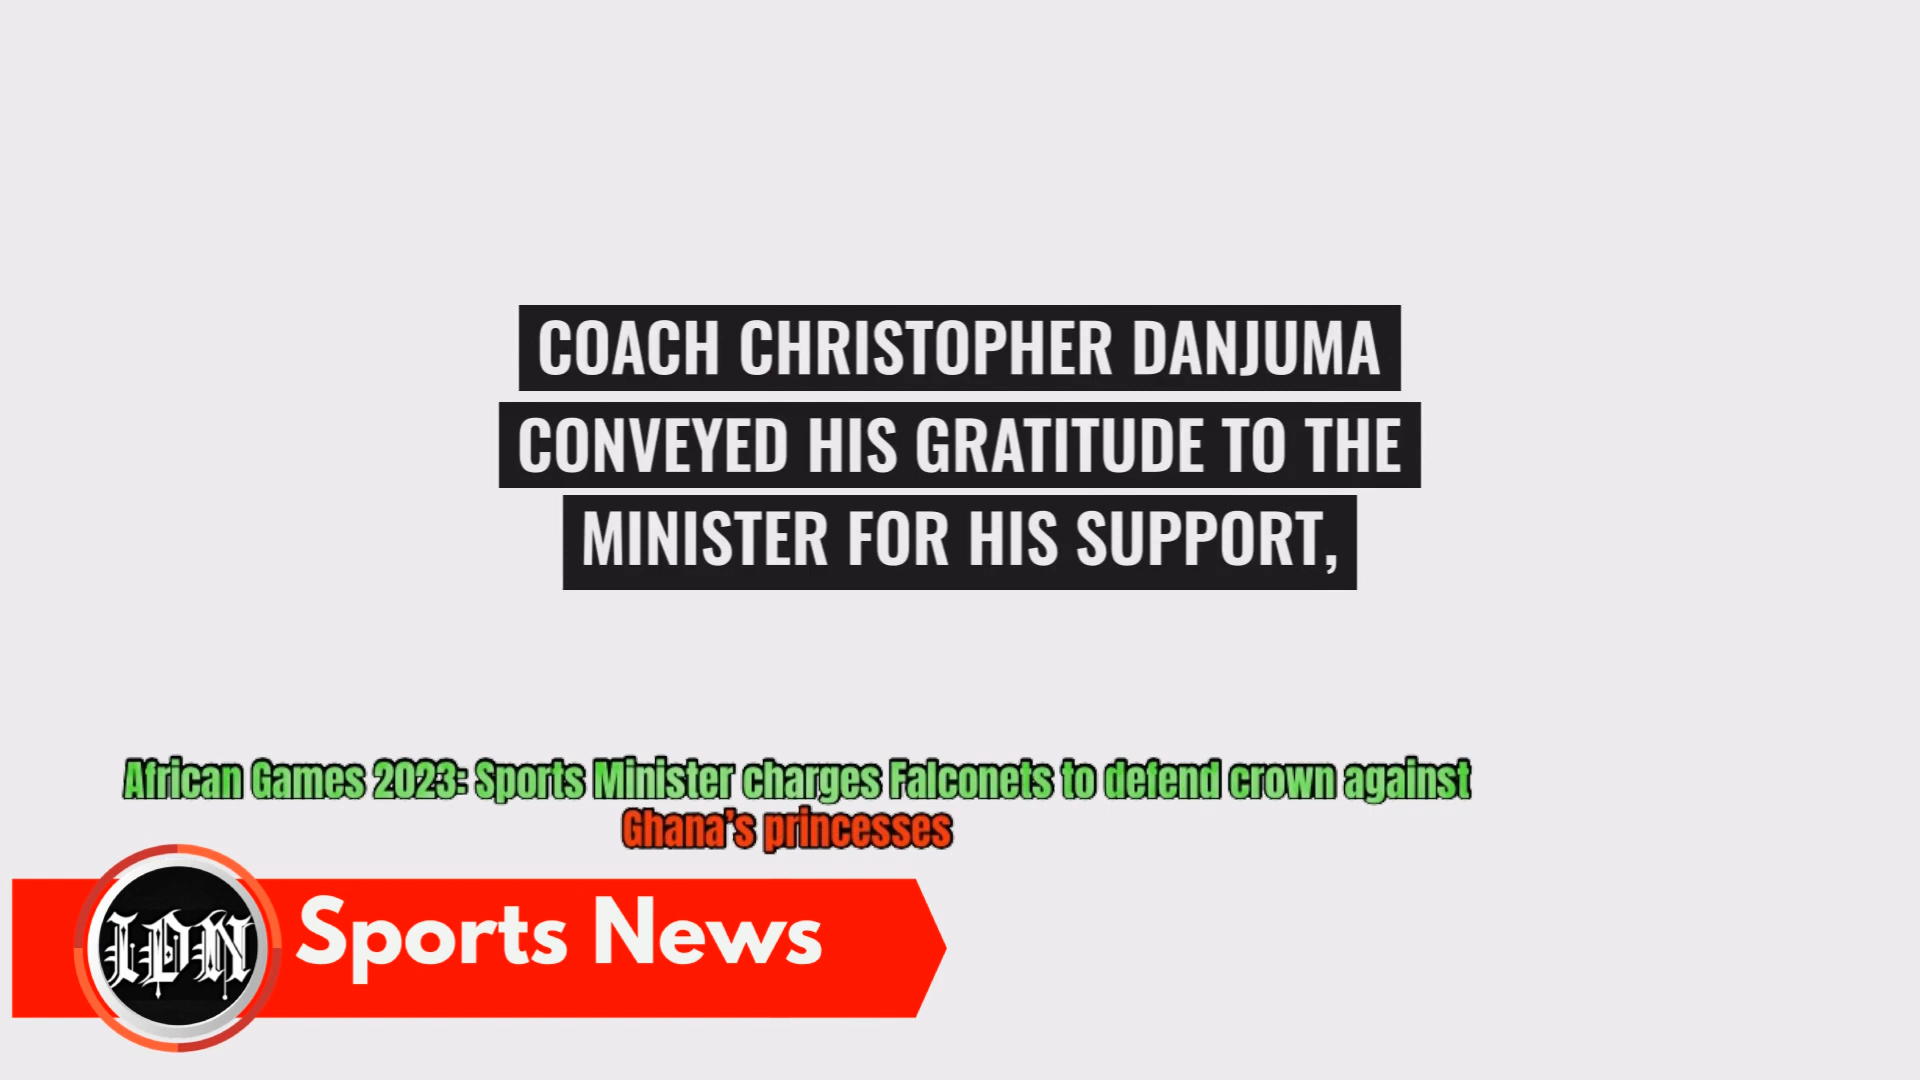 COACH CHRISTOPHER DANJUMA
CONVEYED HIS GRATITUDE TO THE
MINISTER FOR HIS SUPPORT,
African Games 2023: Sports Minister charges Falconets to defend crown against
Ghana's princesses
IDN
Sports News